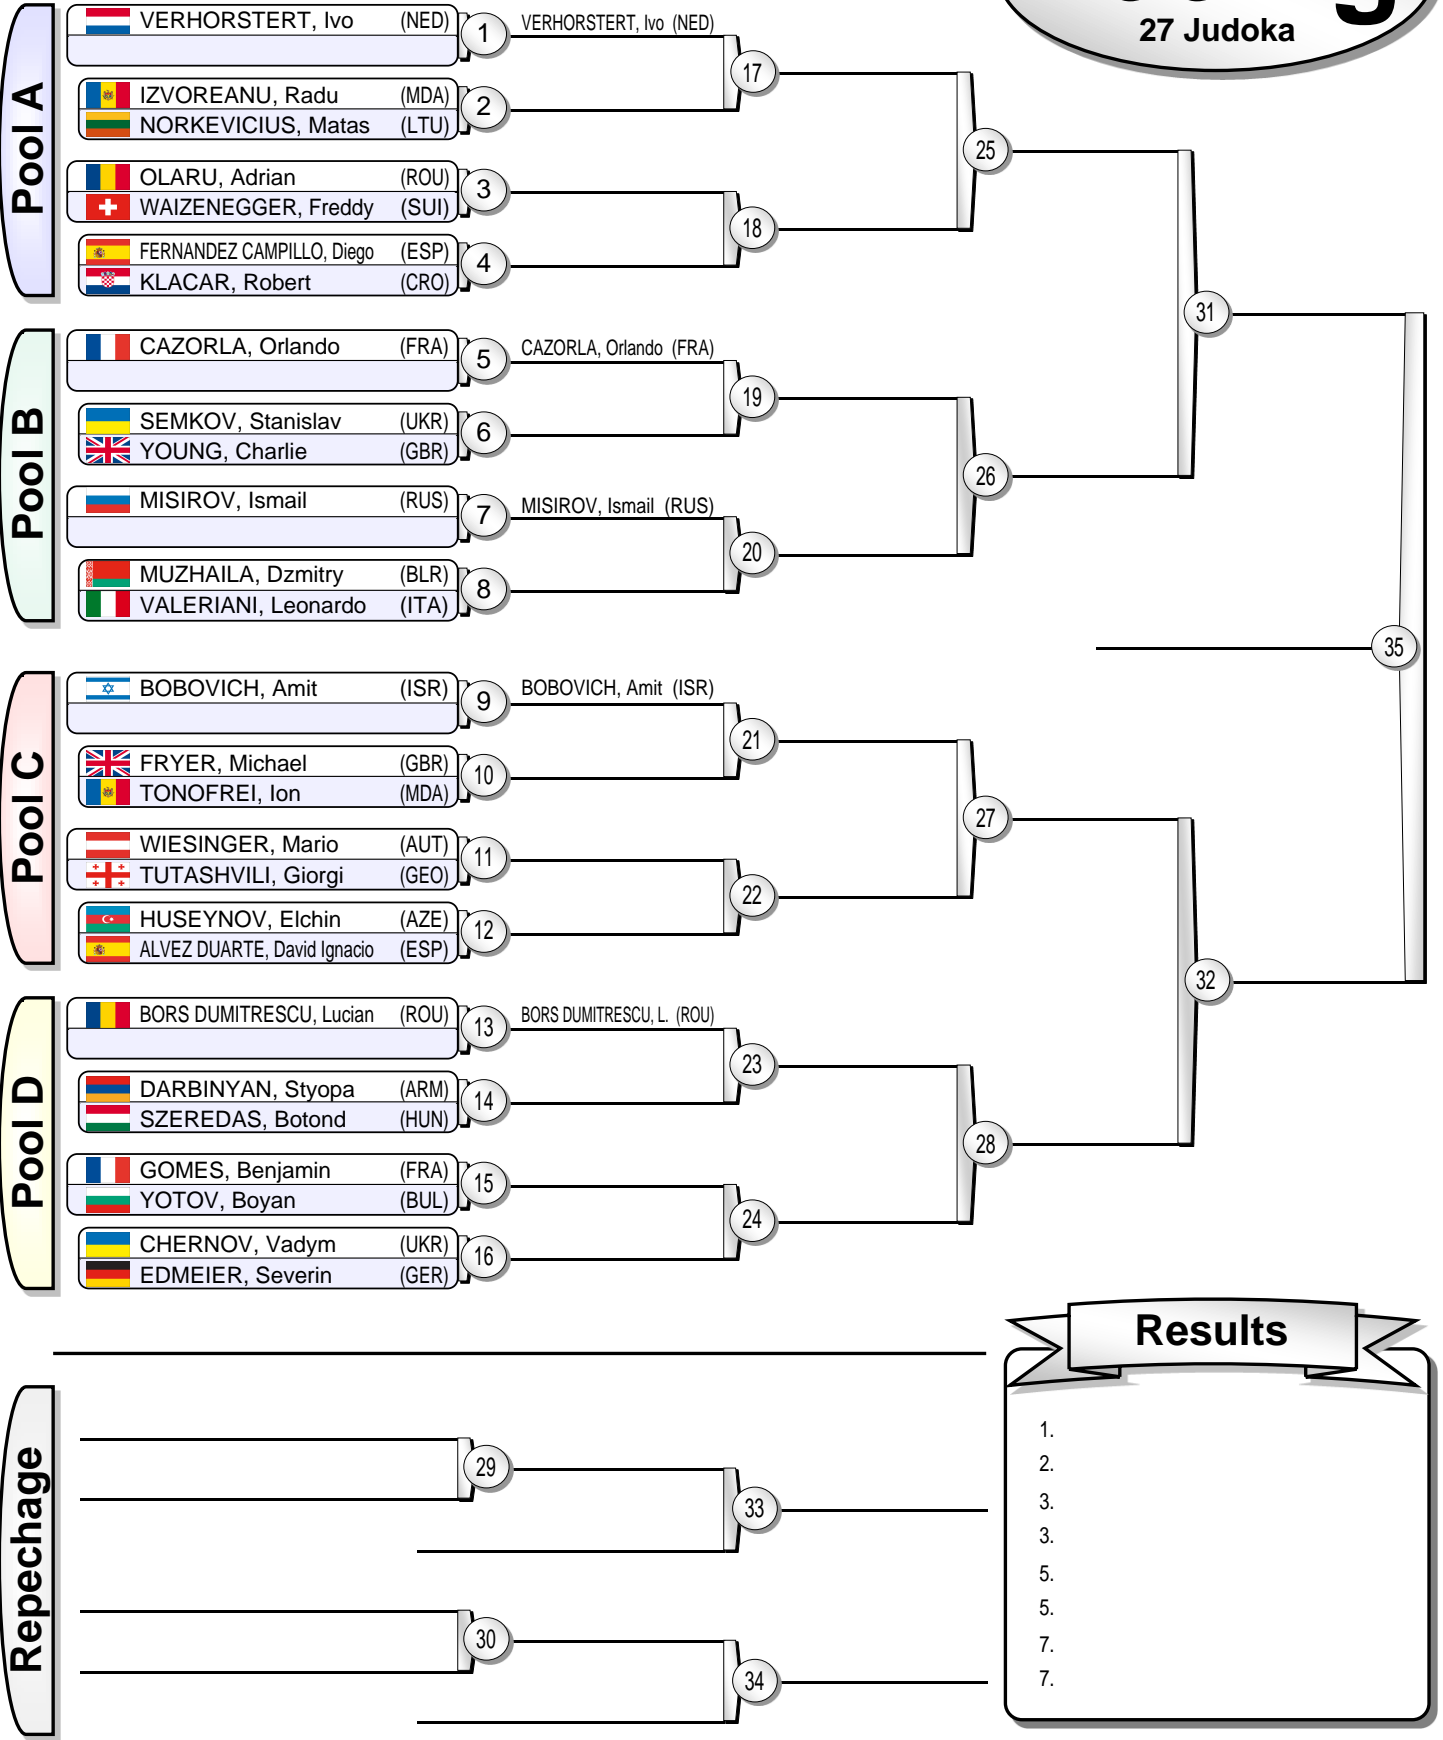 27 Judoka
Pool A
VERHORSTERT, Ivo (NED) 1 VERHORSTERT, Ivo (NED)
17
IZVOREANU, Radu (MDA)
2
NORKEVICIUS, Matas (LTU)
25
OLARU, Adrian (ROU)
3
WAIZENEGGER, Freddy (SUI)
18
FERNANDEZ CAMPILLO, Diego (ESP)
4
KLACAR, Robert (CRO)
31
Pool B
CAZORLA, Orlando (FRA) 5 CAZORLA, Orlando (FRA)
19
SEMKOV, Stanislav (UKR)
6
YOUNG, Charlie (GBR)
26
MISIROV, Ismail (RUS) 7 MISIROV, Ismail (RUS)
20
MUZHAILA, Dzmitry (BLR)
8
VALERIANI, Leonardo (ITA)
35
Pool C
BOBOVICH, Amit (ISR) 9 BOBOVICH, Amit (ISR)
21
FRYER, Michael (GBR)
10
TONOFREI, Ion (MDA)
27
WIESINGER, Mario (AUT)
11
TUTASHVILI, Giorgi (GEO)
22
HUSEYNOV, Elchin (AZE)
12
ALVEZ DUARTE, David Ignacio (ESP)
32
Pool D
BORS DUMITRESCU, Lucian (ROU) 13 BORS DUMITRESCU, L. (ROU)
23
DARBINYAN, Styopa (ARM)
14
SZEREDAS, Botond (HUN)
28
GOMES, Benjamin (FRA)
15
YOTOV, Boyan (BUL)
24
CHERNOV, Vadym (UKR)
16
EDMEIER, Severin (GER)
Repechage
29
33
30
34
Results
1.
2.
3.
3.
5.
5.
7.
7.